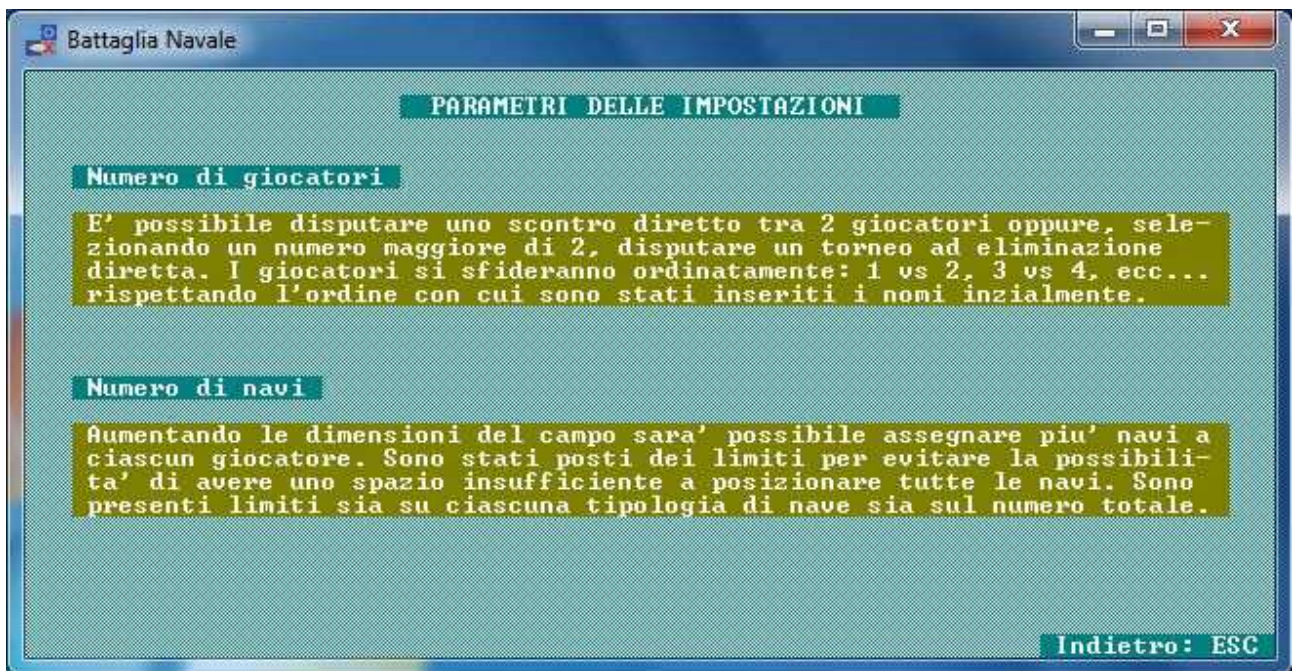 Battaglia Navale
PARAMETRI DELLE IMPOSTAZIONI
Numero di giocatori
E' possibile disputare uno scontro diretto tra 2 giocatori oppure, sele-
zionando un numero maggiore di 2, disputare un torneo ad eliminazione
diretta. I giocatori si sfideranno ordinatamente: 1 vs 2, 3 vs 4, ecc...
rispettando l'ordine con cui sono stati inseriti i nomi inzialmente.
Numero di navi
Aumentando le dimensioni del campo sara' possibile assegnare piu' navi a
ciascun giocatore. Sono stati posti dei limiti per evitare la possibili-
ta' di avere uno spazio insufficiente a posizionare tutte le navi. Sono
presenti limiti sia su ciascuna tipologia di nave sia sul numero totale.
Indietro: ESC